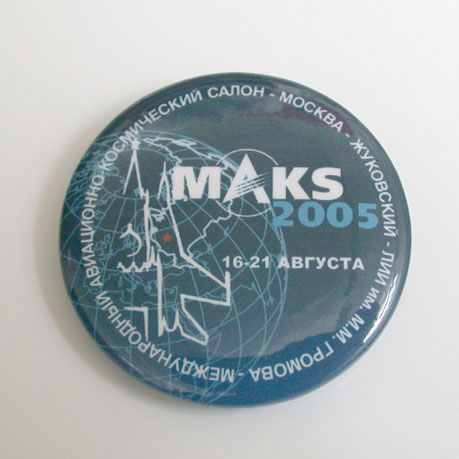 МЕЖДУНАРОДНЫЙ АВИАЦИОННО-КОСМИЧЕСКИЙ САЛОН - МОСКВА - ЖУКОВСКИЙ - ЛИИ ИМ. М.М. ГРОМОВА -
MAKS
2005
16-21 АВГУСТА